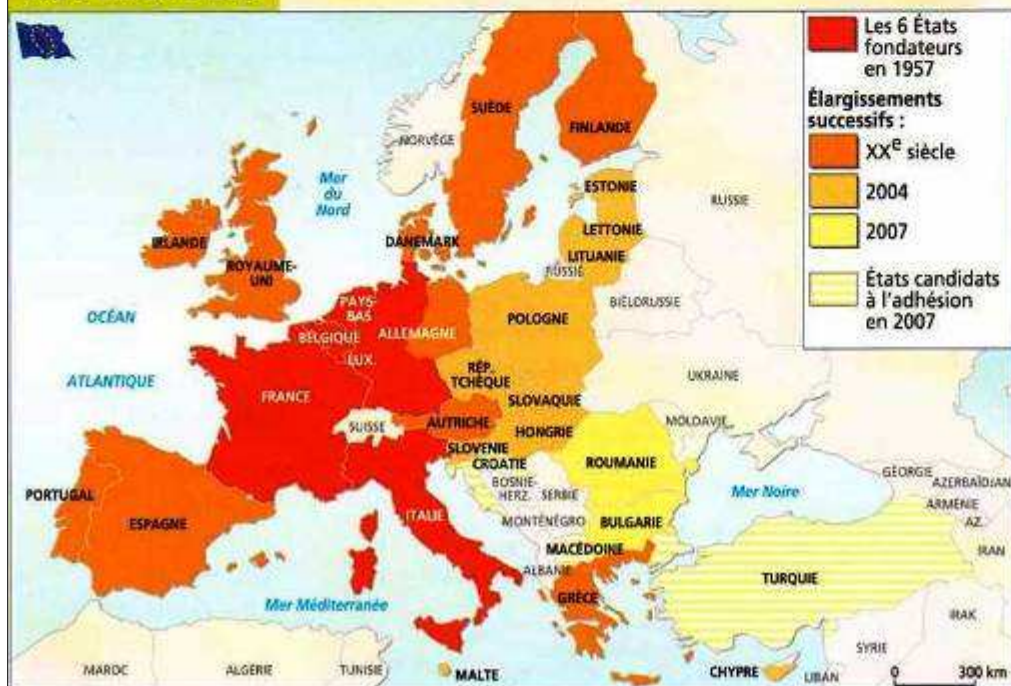 Les 6 États
fondateurs
en 1957
Élargissements
successifs :
XXe siècle
2004
2007
États candidats
à l'adhésion
en 2007
SUÈDE
FINLANDE
NORVÈGE
Mer
du
Nord
ESTONIE
RUSSIE
LETTONIE
IRLANDE
DANEMARK
LITUANIE
RUSSIE
ROYAUME-
UNI
BIÉLORUSSIE
PAYS-
BAS
OCÉAN
ALLEMAGNE
POLOGNE
BELGIQUE
LUX.
ATLANTIQUE
RÉP.
TCHÈQUE
UKRAINE
FRANCE
SLOVAQUIE
MOLDAVIE
AUTRICHE
SUISSE
HONGRIE
SLOVÉNIE
CROATIE
ROUMANIE
BOSNIE-
HERZ.
SERBIE
GÉORGIE
AZERBAÏDJAN
PORTUGAL
ITALIE
Mer Noire
ARMÉNIE
AZ.
ESPAGNE
MONTÉNÉGRO
BULGARIE
MACÉDOINE
IRAN
ALBANIE
TURQUIE
GRÈCE
Mer Méditerranée
IRAK
SYRIE
MAROC
ALGÉRIE
TUNISIE
MALTE
CHYPRE
LIBAN
0 300 km